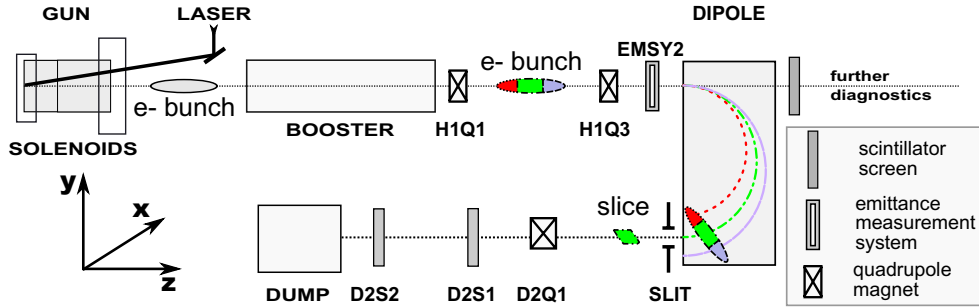 GUN
LASER
DIPOLE
EMSY2
e- bunch
e- bunch
further
diagnostics
BOOSTER
H1Q1
H1Q3
SOLENOIDS
scintillator
screen
y
x
z
slice
emittance
measurement
system
quadrupole
magnet
DUMP
D2S2
D2S1
D2Q1
SLIT